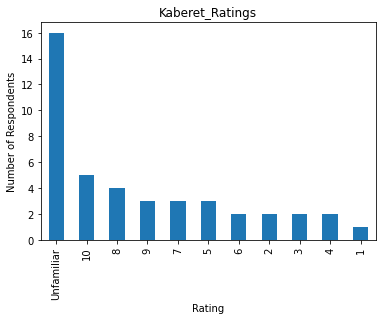 Kaberet_Ratings
Number of Respondents
16
14
12
10
8
6
4
2
0
Unfamiliar 10 8 9 7 5 6 2 3 4 1
Rating